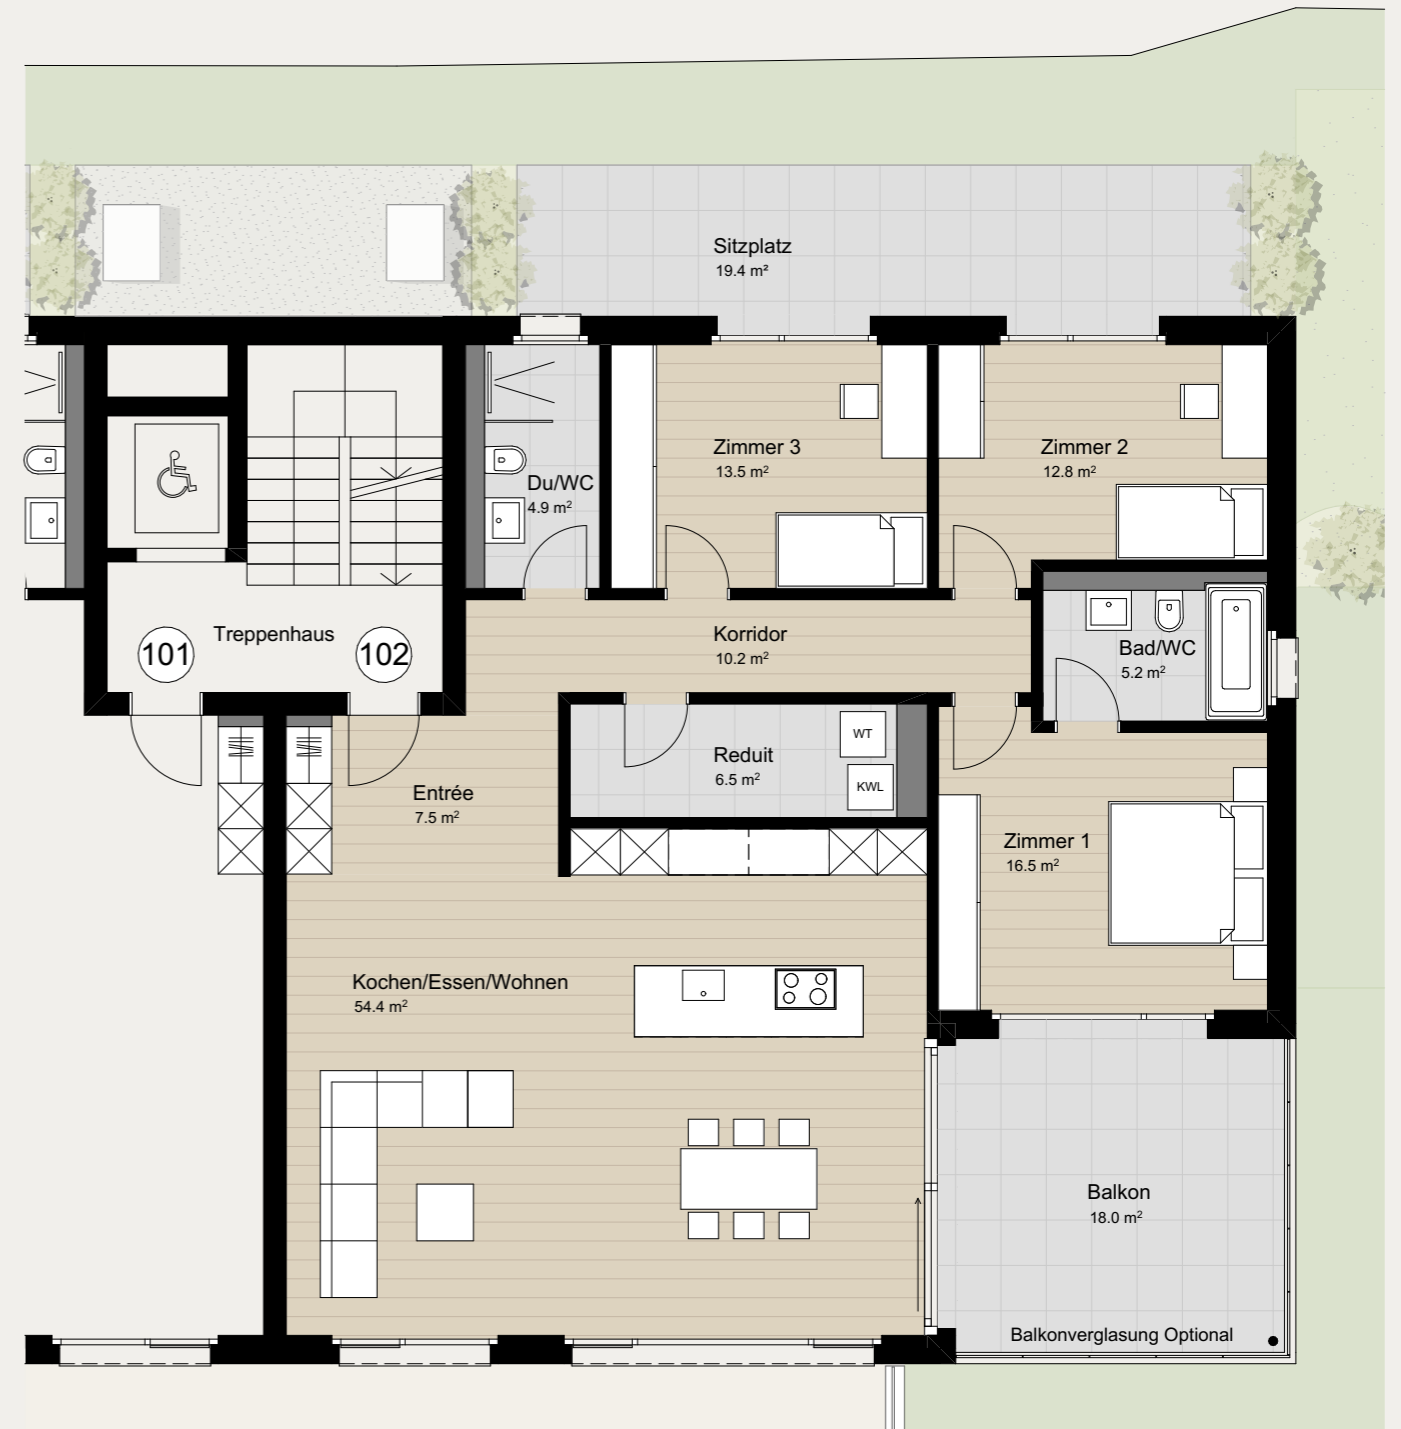 Sitzplatz
19.4 m²
Zimmer 3
13.5 m²
Zimmer 2
12.8 m²
Du/WC
4.9 m²
Treppenhaus
101
102
Korridor
10.2 m²
Bad/WC
5.2 m²
Reduit
6.5 m²
WT
KWL
Entrée
7.5 m²
Zimmer 1
16.5 m²
Kochen/Essen/Wohnen
54.4 m²
Balkon
18.0 m²
Balkonverglasung Optional